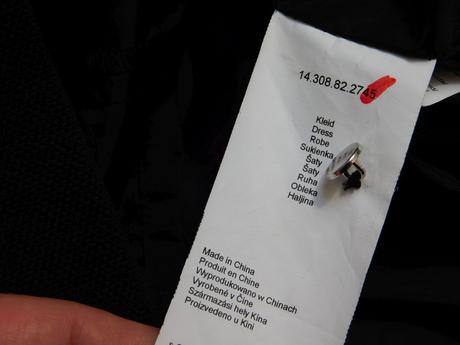 14.308.82.2745
Kleid
Dress
Robe
Sukienka
Šaty
Šaty
Ruha
Obleka
Haljina
Made in China
Produit en Chine
Wyprodukowano w Chinach
Vyrobené v Číne
Származási hely Kína
Proizvedeno u Kini